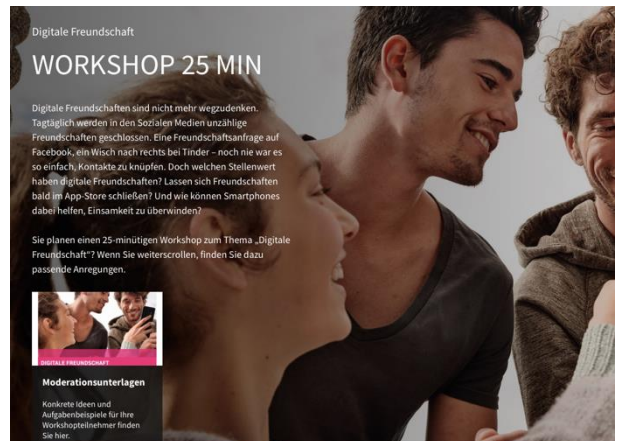 Digitale Freundschaft
WORKSHOP 25 MIN
Digitale Freundschaften sind nicht mehr wegzudenken.
Tagtäglich werden in den Sozialen Medien unzählige
Freundschaften geschlossen. Eine Freundschaftsanfrage auf
Facebook, ein Wisch nach rechts bei Tinder – noch nie war es
so einfach, Kontakte zu knüpfen. Doch welchen Stellenwert
haben digitale Freundschaften? Lassen sich Freundschaften
bald im App-Store schließen? Und wie können Smartphones
dabei helfen, Einsamkeit zu überwinden?
Sie planen einen 25-minütigen Workshop zum Thema „Digitale
Freundschaft“? Wenn Sie weiterscrollen, finden Sie dazu
passende Anregungen.
DIGITALE FREUNDSCHAFT
Moderationsunterlagen
Konkrete Ideen und
Aufgabenbeispiele für Ihre
Workshopteilnehmer finden
Sie hier.